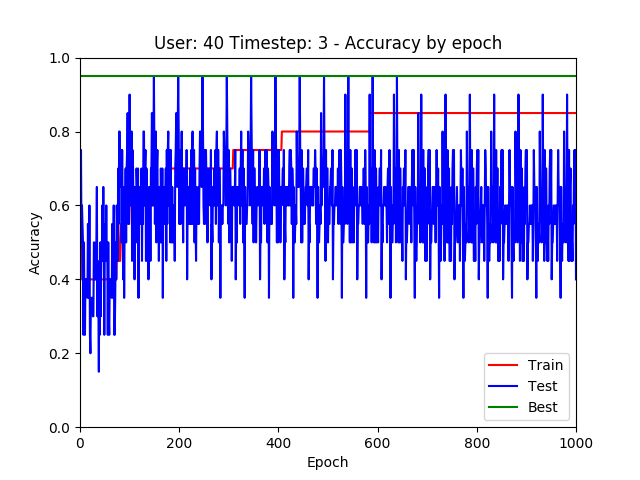 User: 40 Timestep: 3 - Accuracy by epoch
1.0
0.8
0.6
0.4
0.2
0.0
Accuracy
0 200 400 600 800 1000
Epoch
Train
Test
Best